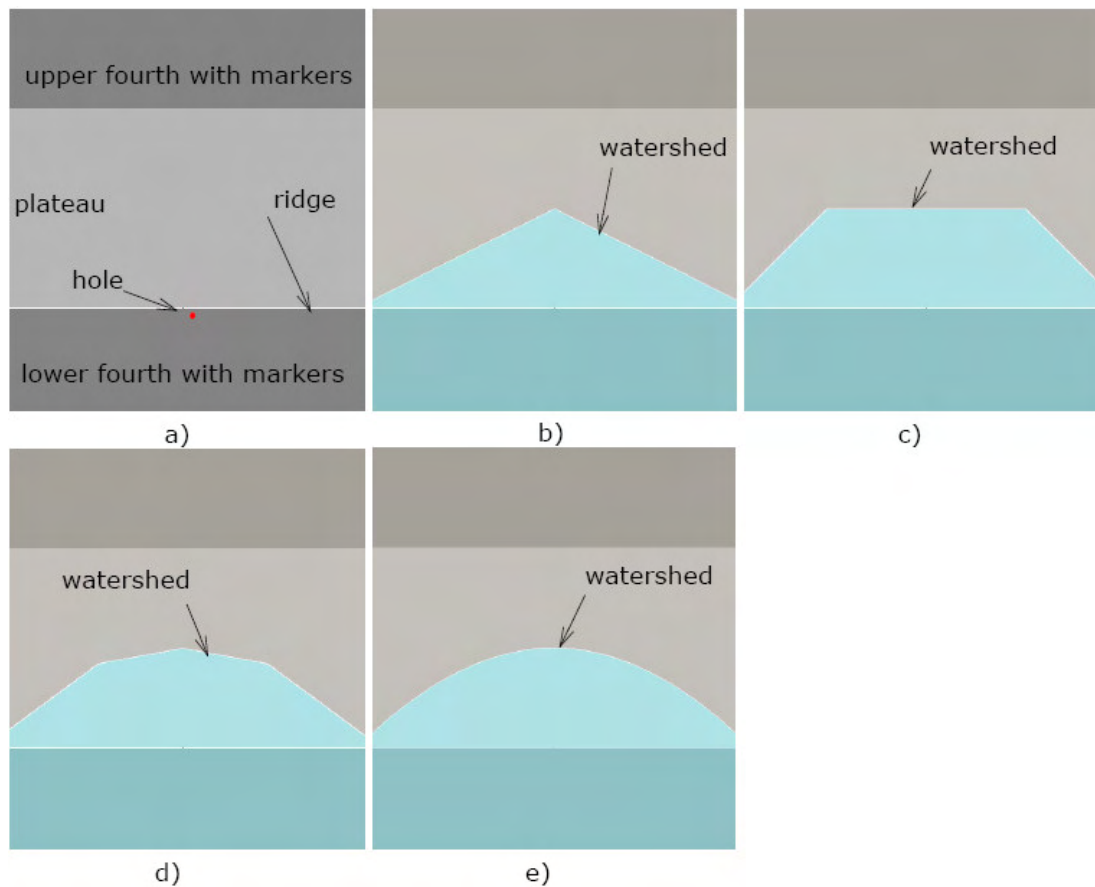 upper fourth with markers
plateau
ridge
hole
lower fourth with markers
a)
watershed
b)
watershed
c)
watershed
d)
watershed
e)